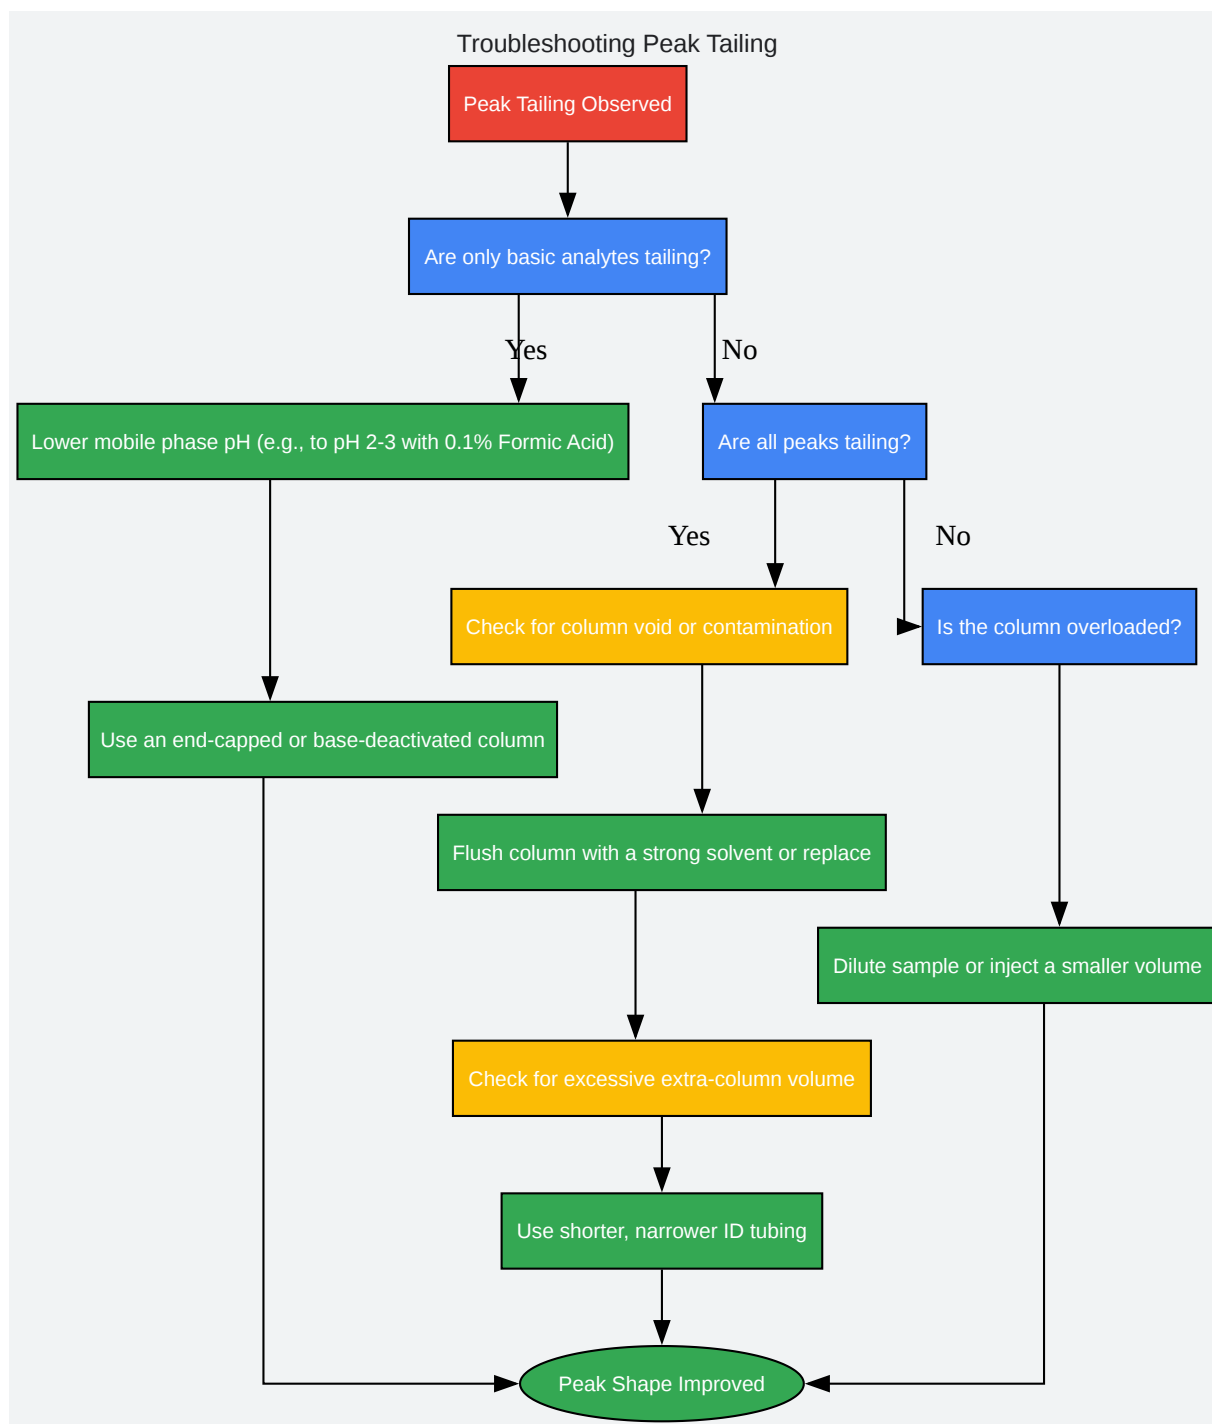 Troubleshooting Peak Tailing
Peak Tailing Observed
Are only basic analytes tailing?
Yes
No
Lower mobile phase pH (e.g., to pH 2-3 with 0.1% Formic Acid)
Are all peaks tailing?
Yes
No
Check for column void or contamination
Is the column overloaded?
Use an end-capped or base-deactivated column
Flush column with a strong solvent or replace
Dilute sample or inject a smaller volume
Check for excessive extra-column volume
Use shorter, narrower ID tubing
Peak Shape Improved